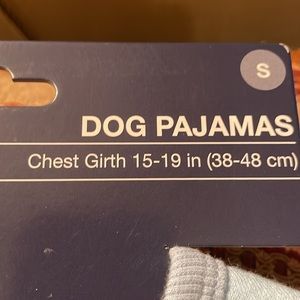 S
DOG PAJAMAS
Chest Girth 15-19 in (38-48 cm)